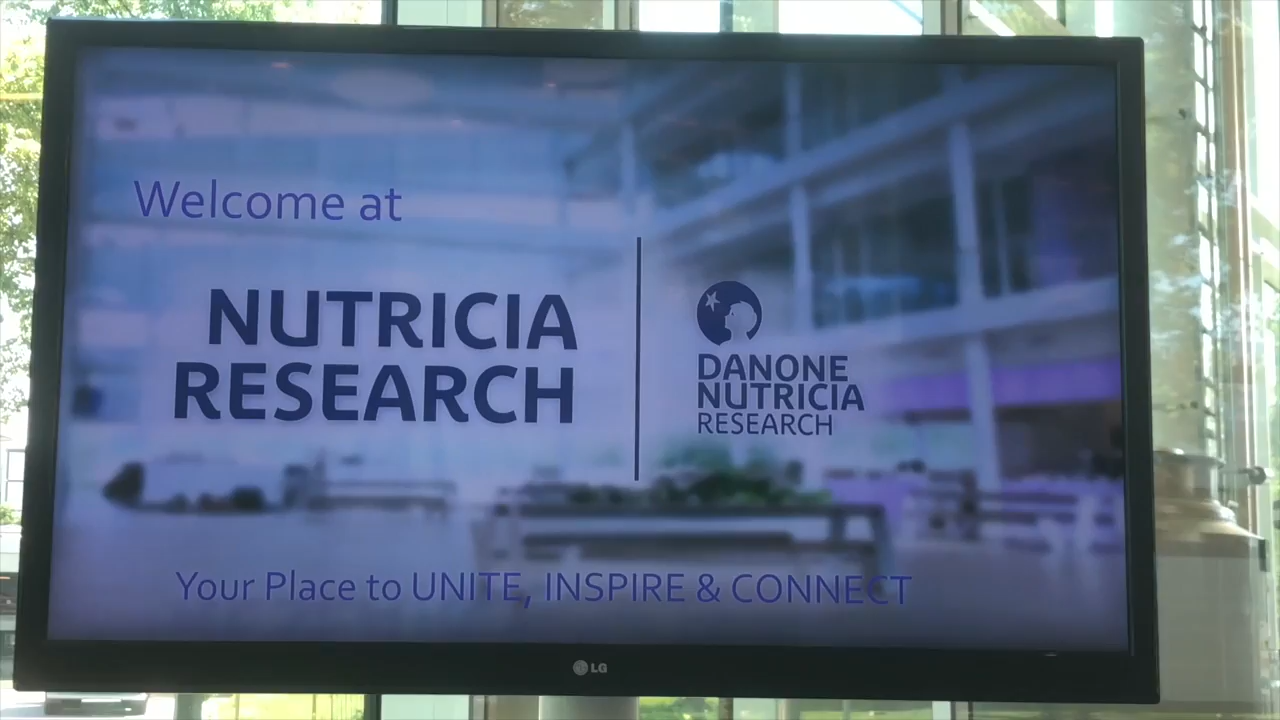 Welcome at
NUTRICIA
RESEARCH
DANONE
NUTRICIA
RESEARCH
Your Place to UNITE, INSPIRE & CONNECT
LG